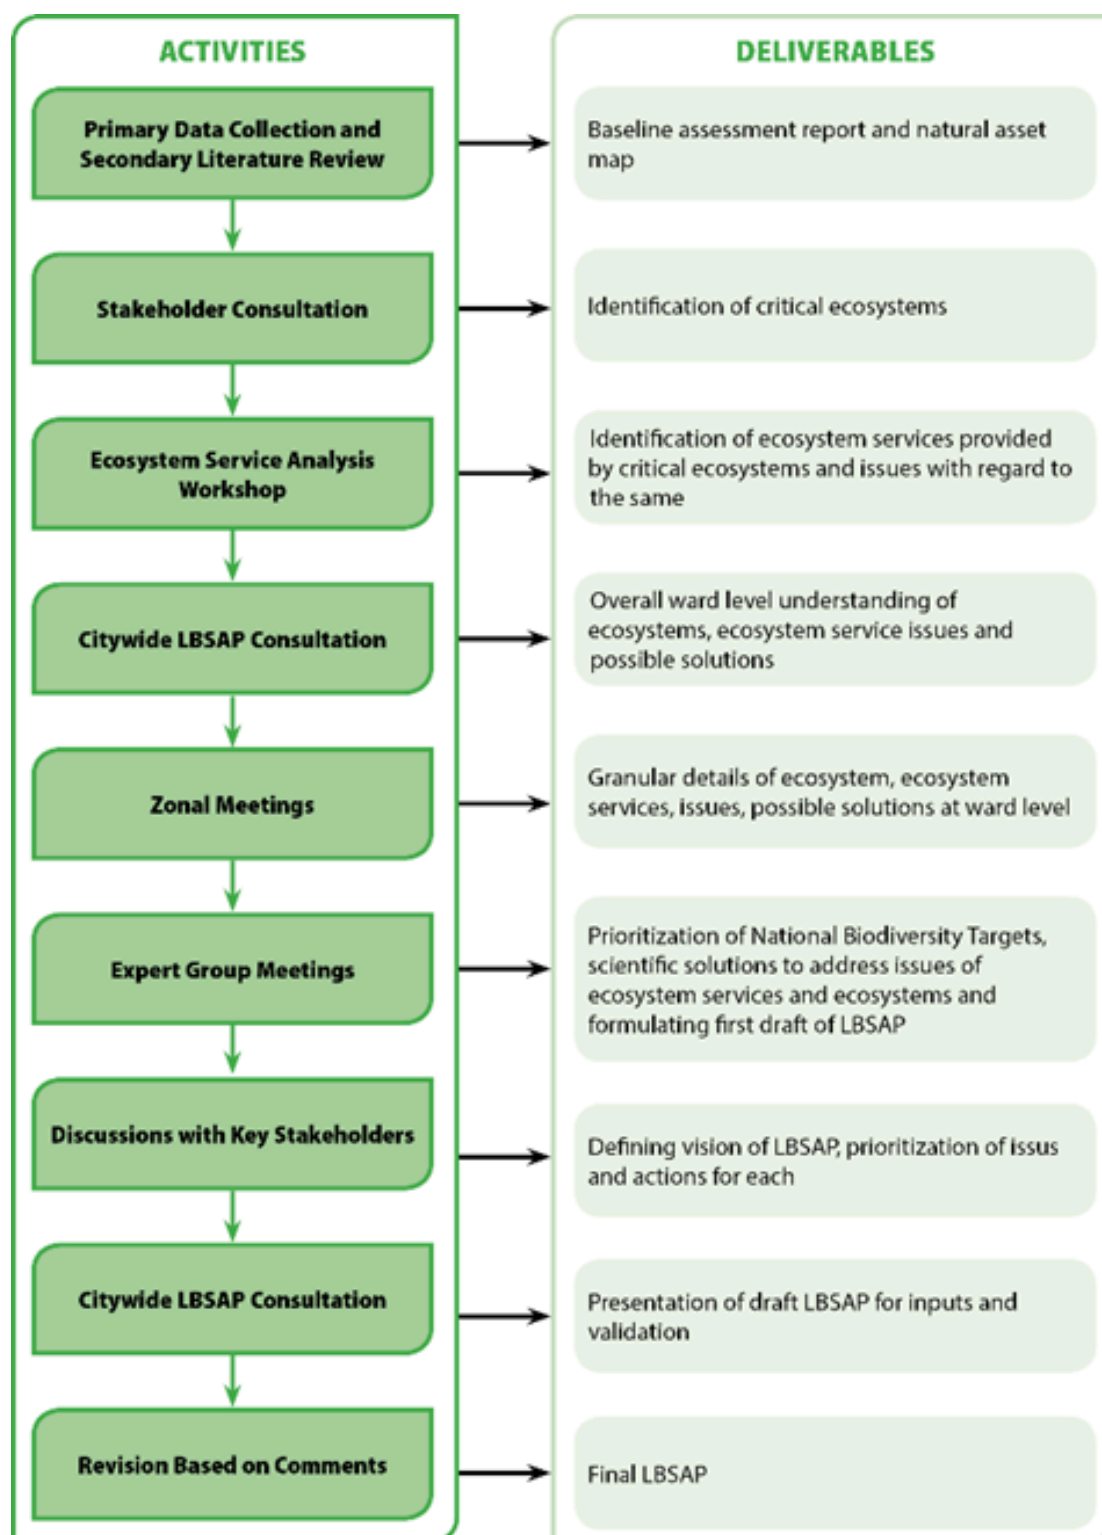 ACTIVITIES
DELIVERABLES
Primary Data Collection and
Secondary Literature Review
Baseline assessment report and natural asset
map
Stakeholder Consultation
Identification of critical ecosystems
Ecosystem Service Analysis
Workshop
Identification of ecosystem services provided
by critical ecosystems and issues with regard to
the same
Citywide LBSAP Consultation
Overall ward level understanding of
ecosystems, ecosystem service issues and
possible solutions
Zonal Meetings
Granular details of ecosystem, ecosystem
services, issues, possible solutions at ward level
Expert Group Meetings
Prioritization of National Biodiversity Targets,
scientific solutions to address issues of
ecosystem services and ecosystems and
formulating first draft of LBSAP
Discussions with Key Stakeholders
Defining vision of LBSAP, prioritization of issus
and actions for each
Citywide LBSAP Consultation
Presentation of draft LBSAP for inputs and
validation
Revision Based on Comments
Final LBSAP